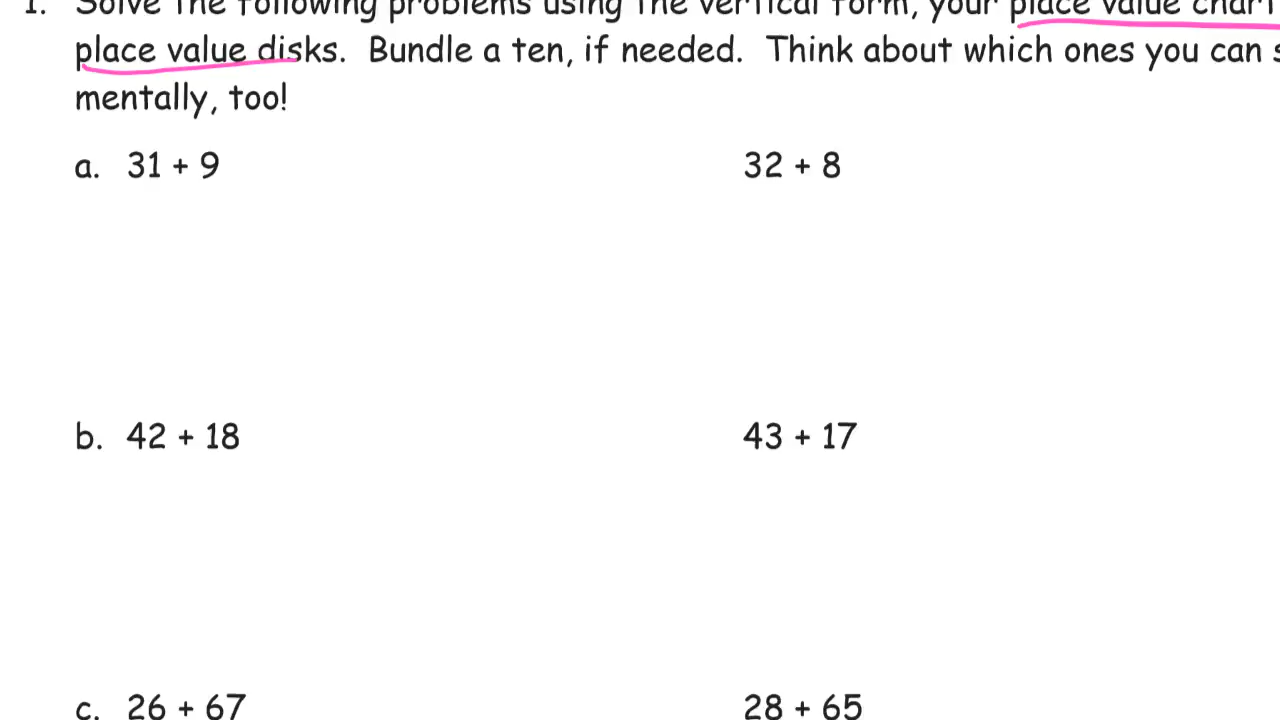 1. Solve the following problems using the vertical form, your place value chart
place value disks. Bundle a ten, if needed. Think about which ones you can s
mentally, too!
a. 31 + 9 32 + 8
b. 42 + 18 43 + 17
c. 26 + 67 28 + 65